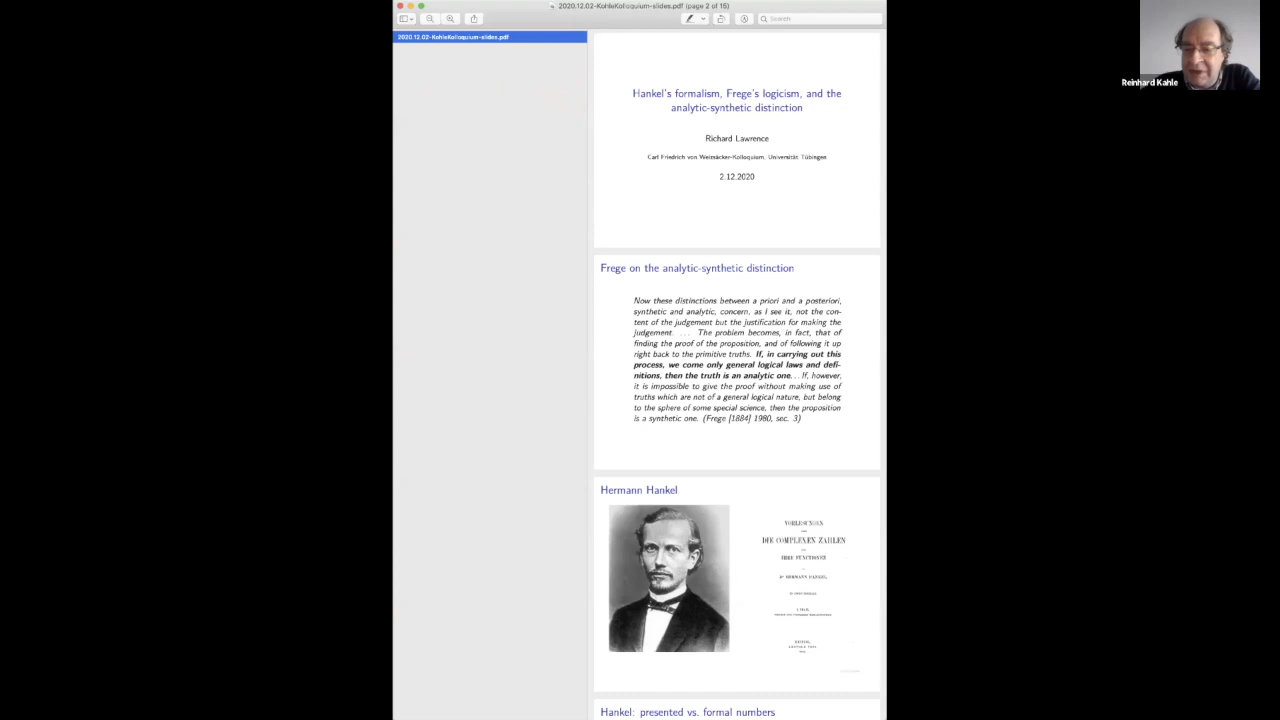 2020.12.02-KohleKolloquium-slides.pdf (page 2 of 15)
Search
2020.12.02-KohleKolloquium-slides.pdf
Reinhard Kahle
Hankel's formalism, Frege's logicism, and the
analytic-synthetic distinction
Richard Lawrence
Carl Friedrich von Weizsäcker-Kolloquium, Universität Tübingen
2.12.2020
Frege on the analytic-synthetic distinction
Now these distinctions between a priori and a posteriori,
synthetic and analytic, concern, as I see it, not the con-
tent of the judgement but the justification for making the
judgement. ... The problem becomes, in fact, that of
finding the proof of the proposition, and of following it up
right back to the primitive truths. If, in carrying out this
process, we come only general logical laws and defi-
nitions, then the truth is an analytic one...If, however,
it is impossible to give the proof without making use of
truths which are not of a general logical nature, but belong
to the sphere of some special science, then the proposition
is a synthetic one. (Frege [1884] 1980, sec. 3)
Hermann Hankel
VORLESUNGEN
DIE COMPLEXEN ZAHLEN
IHRE FUNCTIONEN
DR HERMANN HANKEL,
Hankel: presented vs. formal numbers